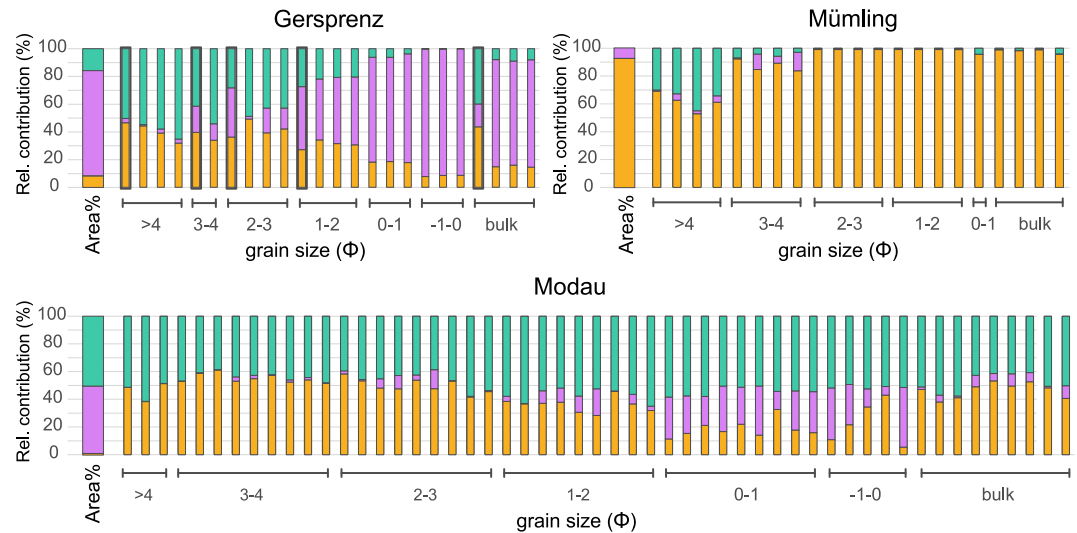 Gersprenz
Rel. contribution (%)
100
80
60
40
20
0
Area%
>4
3-4
2-3
1-2
0-1
-1-0
bulk
grain size (Φ)
Mümling
Rel. contribution (%)
100
80
60
40
20
0
Area%
>4
3-4
2-3
1-2
0-1
bulk
grain size (Φ)
Modau
Rel. contribution (%)
100
80
60
40
20
0
Area%
>4
3-4
2-3
1-2
0-1
-1-0
bulk
grain size (Φ)